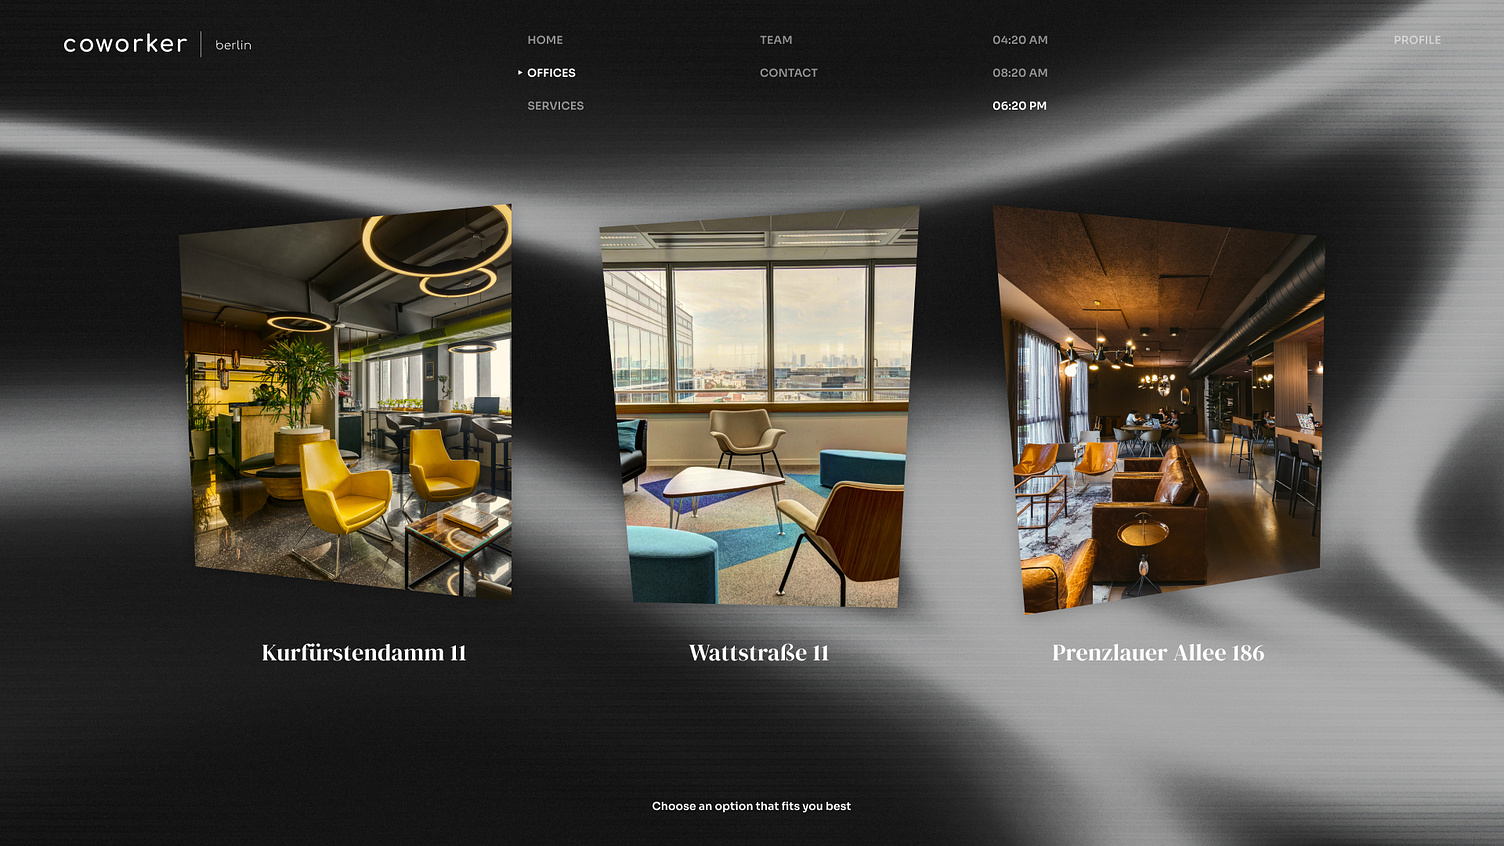 coworker
berlin
HOME
OFFICES
SERVICES
TEAM
CONTACT
04:20 AM
08:20 AM
06:20 PM
PROFILE
Kurfürstendamm 11
Wattstraße 11
Prenzlauer Allee 186
Choose an option that fits you best